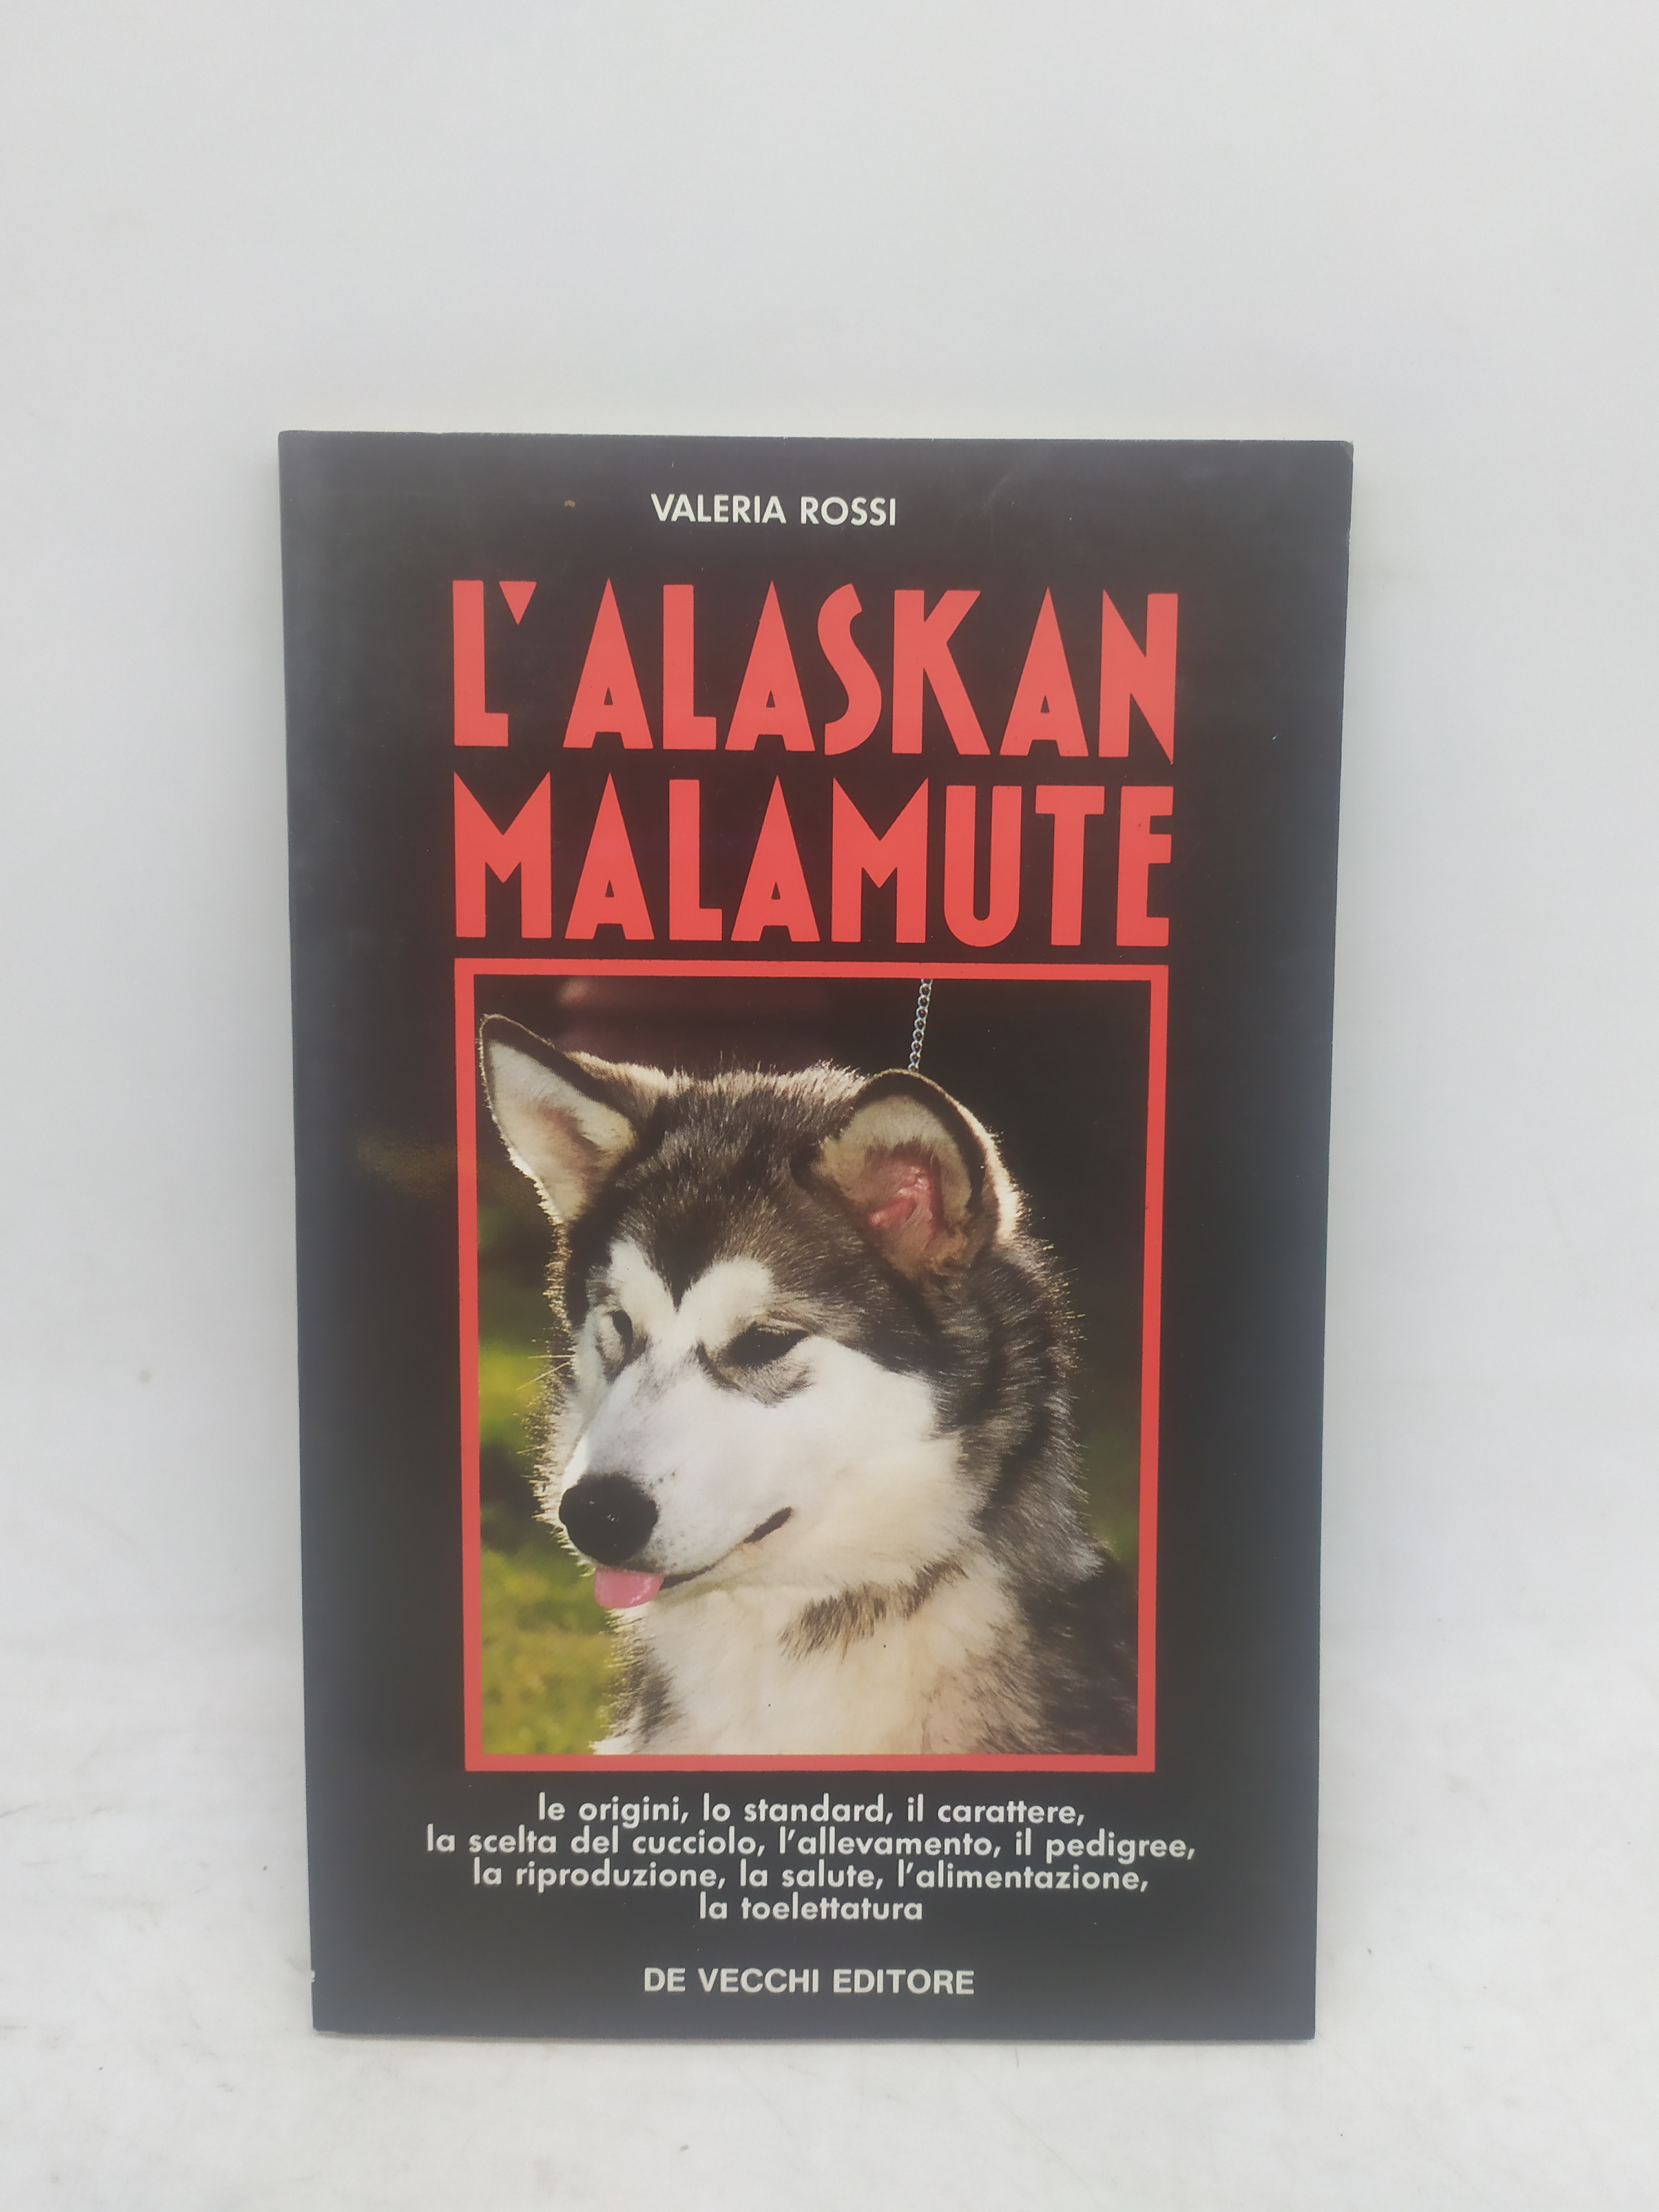 VALERIA ROSSI
L'ALASKAN
MALAMUTE
le origini, lo standard, il carattere,
la scelta del cucciolo, l'allevamento, il pedigree,
la riproduzione, la salute, l'alimentazione,
la toelettatura
DE VECCHI EDITORE